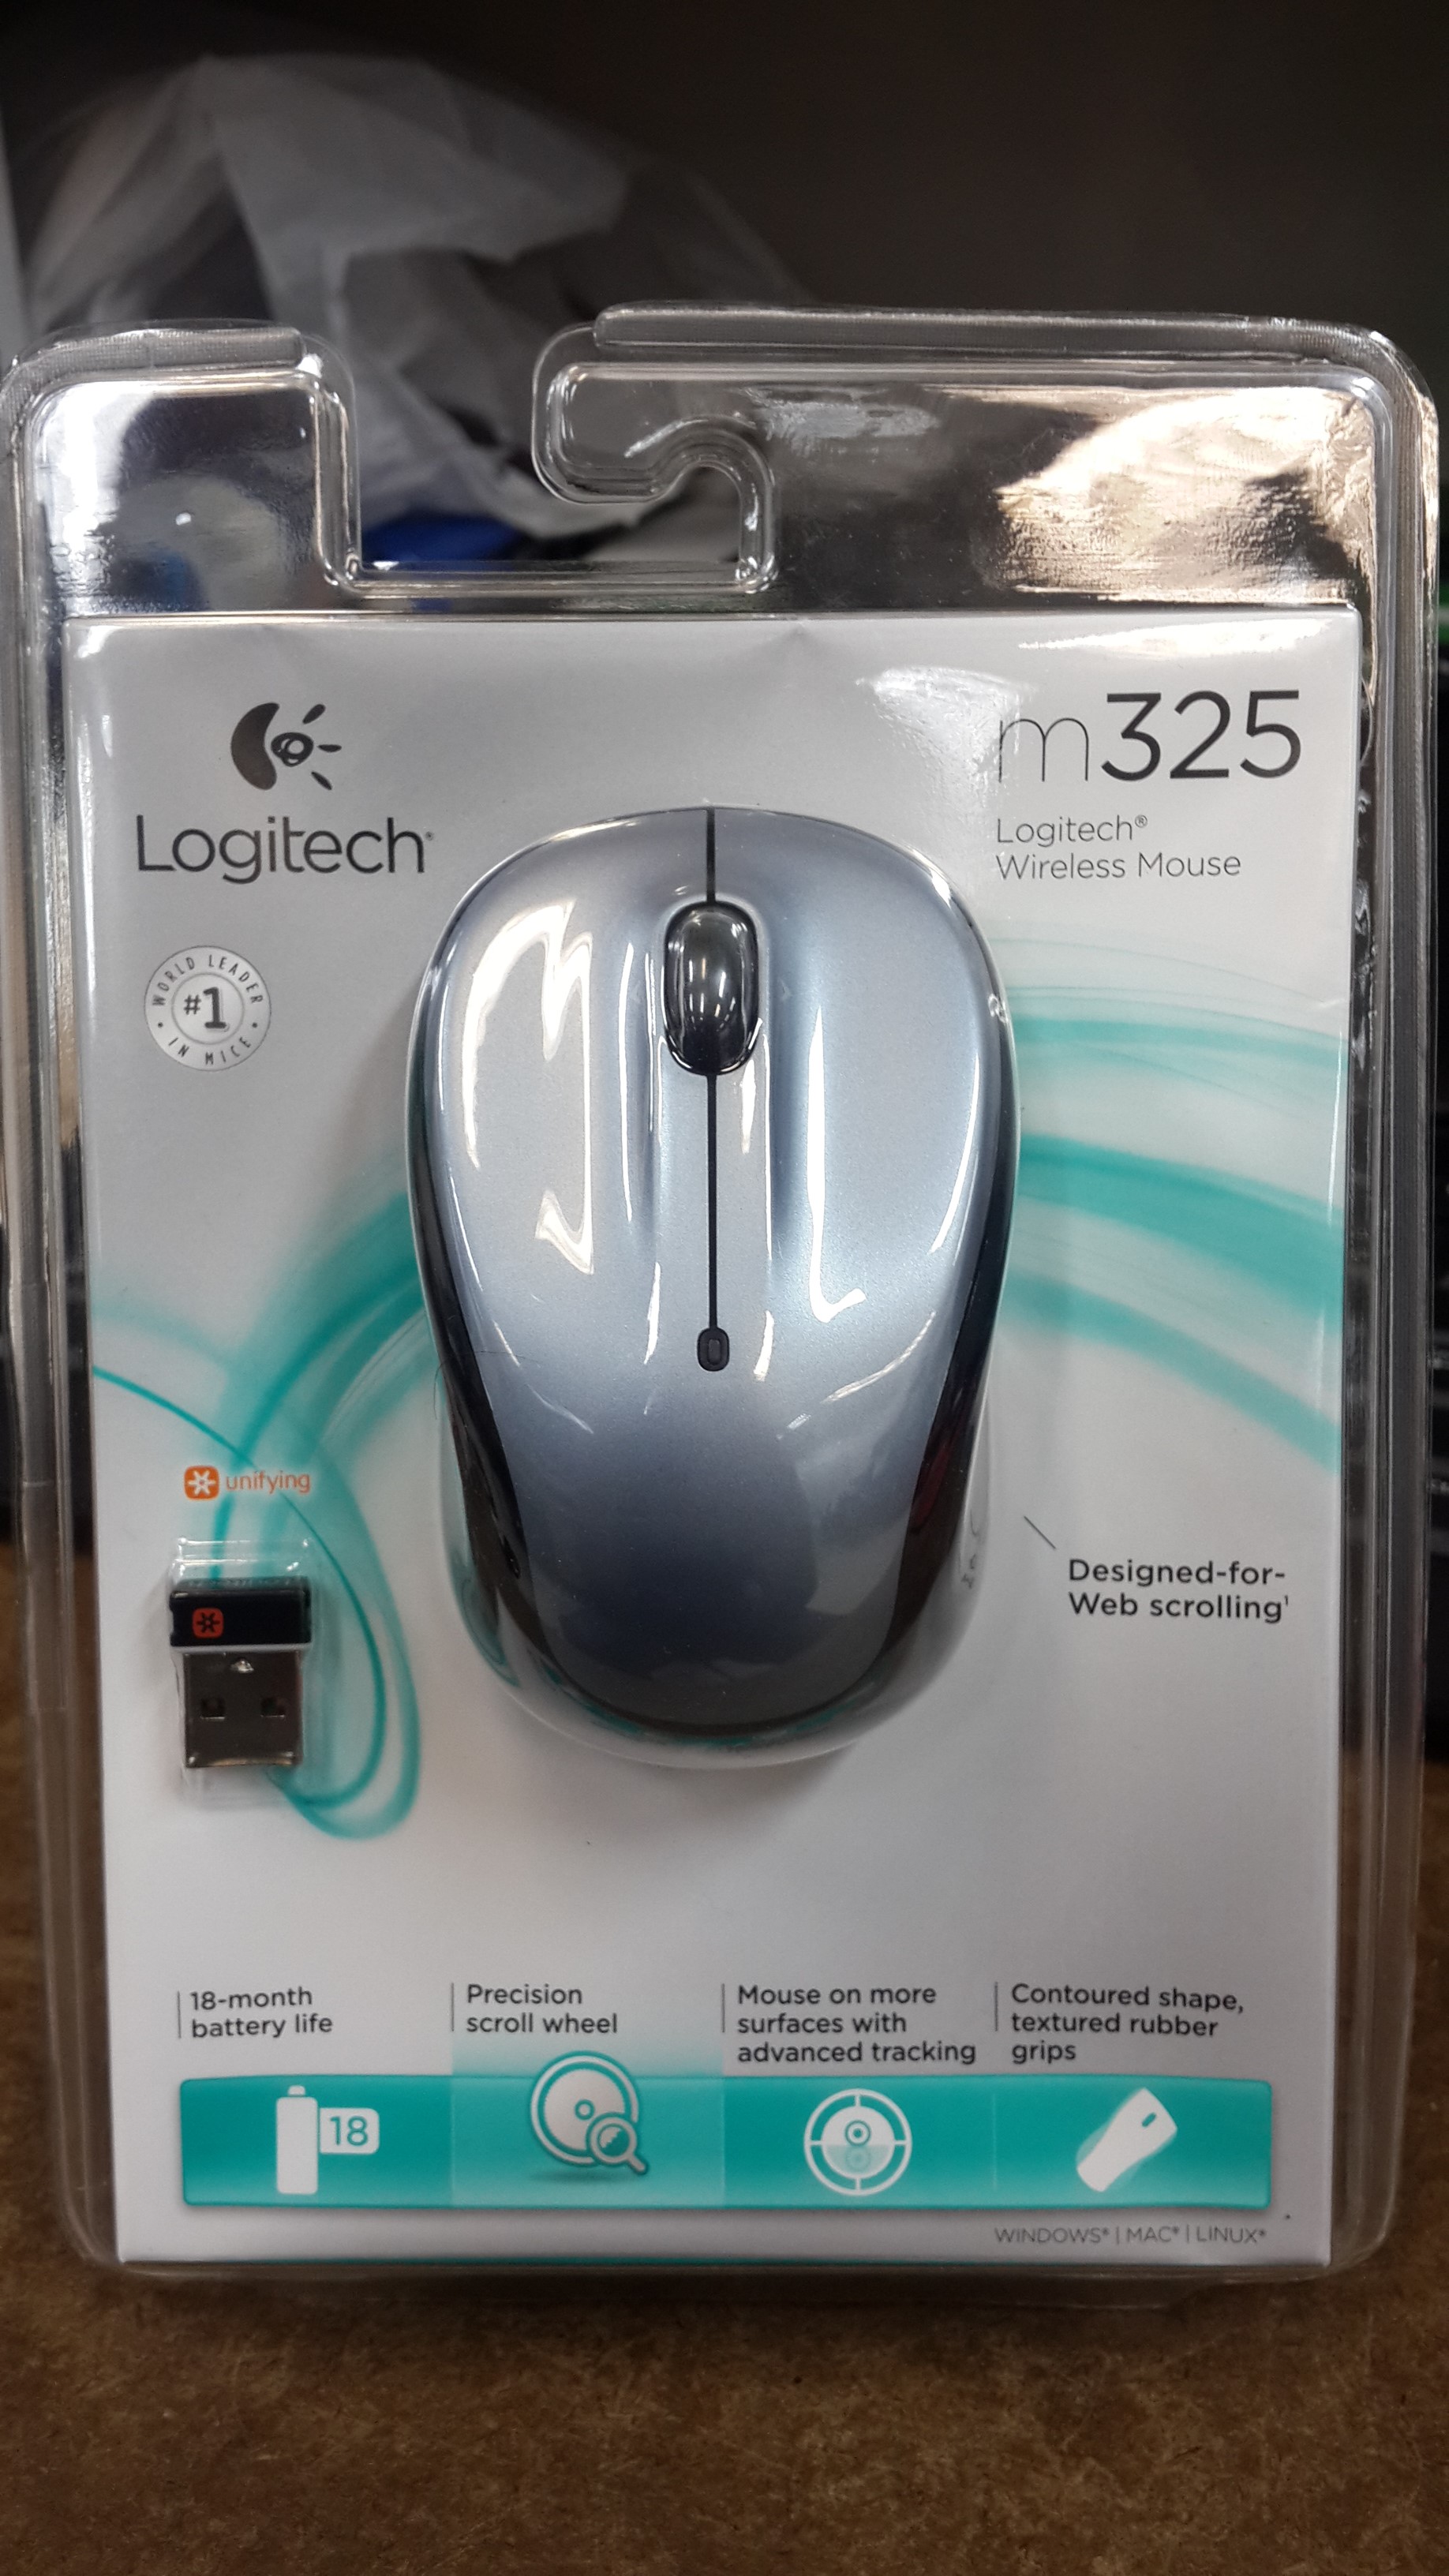 Logitech®
m325
Logitech®
Wireless Mouse
WORLD LEADER
#1
IN MICE
unifying
Designed-for-
Web scrolling¹
18-month
battery life
Precision
scroll wheel
Mouse on more
surfaces with
advanced tracking
Contoured shape,
textured rubber
grips
18
WINDOWS® | MAC® | LINUX®